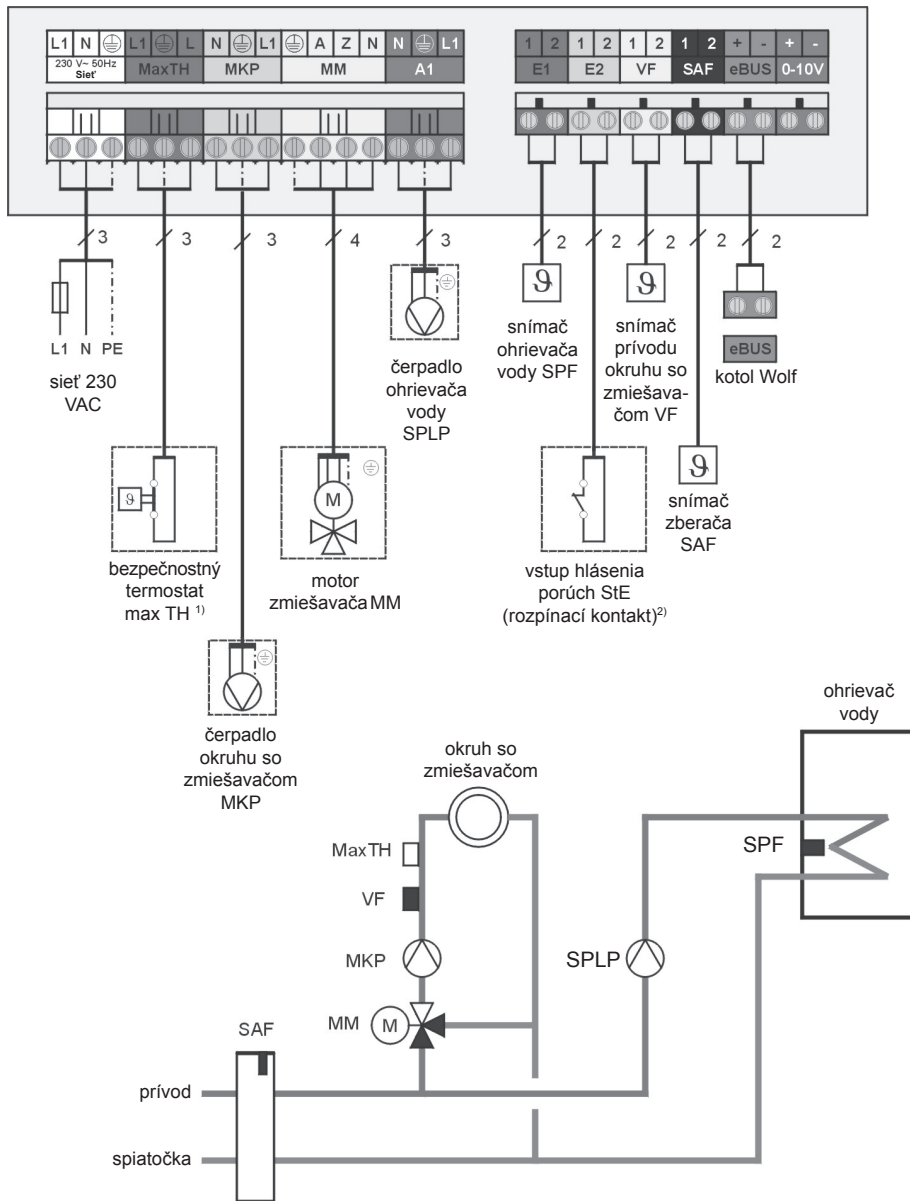 L1 N L1 L N L1 A Z N N L1
1 2 1 2 1 2 1 2 + - + -
230 V~ 50Hz
Sieť
MaxTH MKP MM A1
E1 E2 VF SAF eBUS 0-10V
3 3 3 4 3 2 2 2 2 2
L1 N PE
sieť 230
VAC
čerpadlo
ohrievača
vody
SPLP
ϑ
snímač
ohrievača
vody SPF
ϑ
snímač
prívodu
okruhu so
zmiešava-
čom VF
eBUS
kotol Wolf
ϑ
bezpečnostný
termostat
max TH 1)
M
motor
zmiešavača MM
vstup hlásenia
porúch StE
(rozpínací kontakt)2)
ϑ
snímač
zberača
SAF
čerpadlo
okruhu so
zmiešavačom
MKP
okruh so
zmiešavačom
ohrievač
vody
MaxTH
SPF
VF
MKP
SPLP
MM M
SAF
prívod
spiatočka